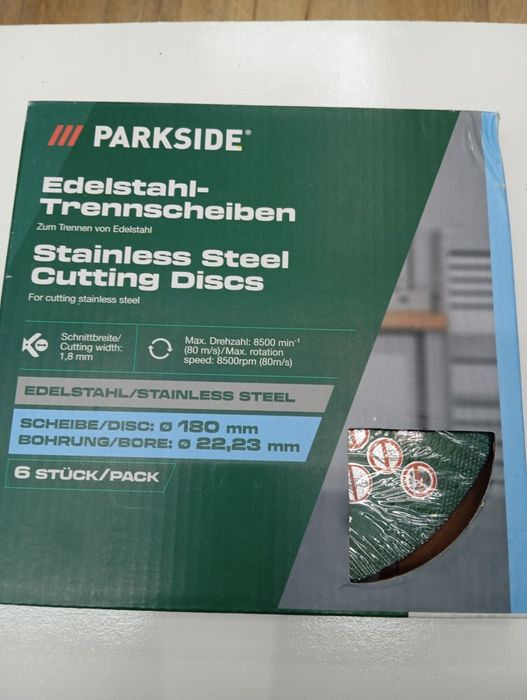 PARKSIDE®
Edelstahl-
Trennscheiben
Zum Trennen von Edelstahl
Stainless Steel
Cutting Discs
For cutting stainless steel
Schnittbreite/
Cutting width:
1,8 mm
Max. Drehzahl: 8500 min⁻¹
(80 m/s)/Max. rotation
speed: 8500rpm (80m/s)
EDELSTAHL/STAINLESS STEEL
SCHEIBE/DISC: ø 180 mm
BOHRUNG/BORE: ø 22,23 mm
6 STÜCK/PACK